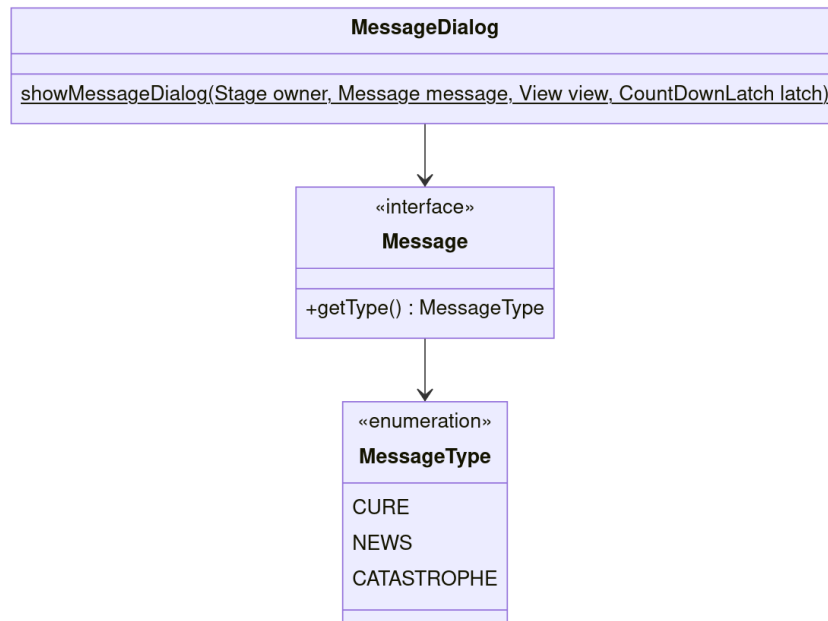 MessageDialog
showMessageDialog(Stage owner, Message message, View view, CountDownLatch latch)
«interface»
Message
+getType() : MessageType
«enumeration»
MessageType
CURE
NEWS
CATASTROPHE